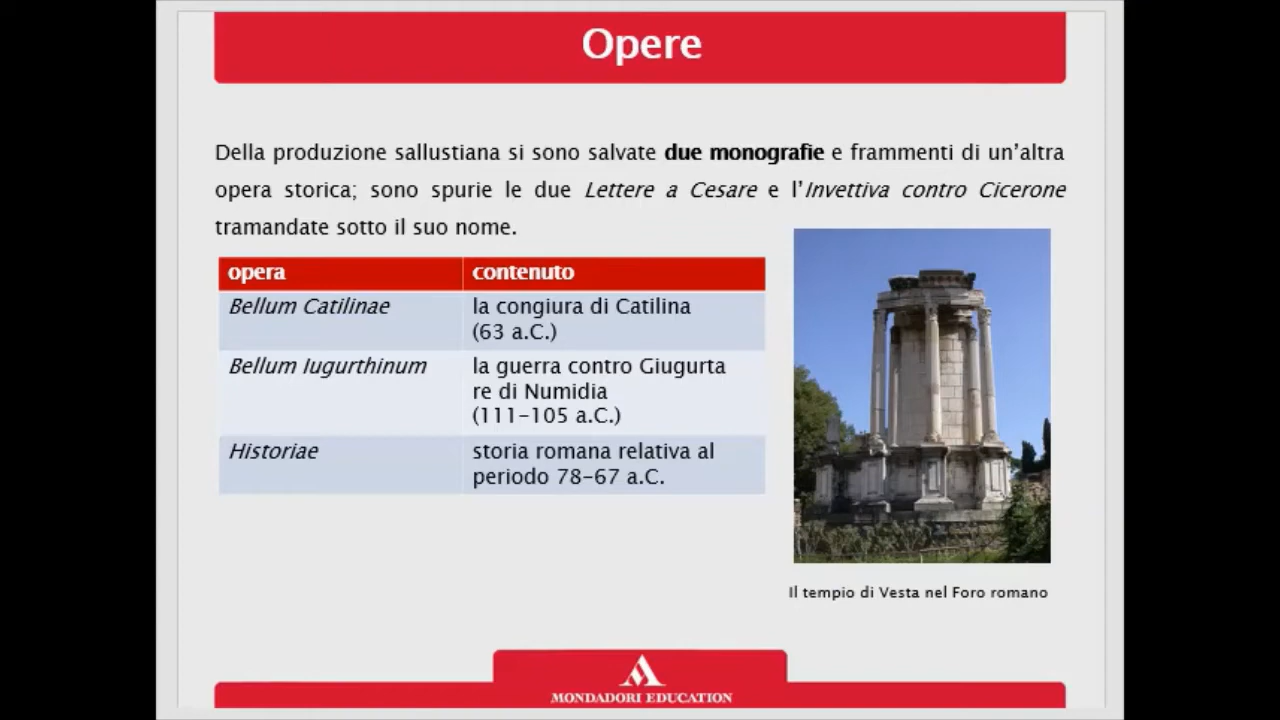 Opere
Della produzione sallustiana si sono salvate due monografie e frammenti di un’altra
opera storica; sono spurie le due Lettere a Cesare e l’Invettiva contro Cicerone
tramandate sotto il suo nome.
opera contenuto
Bellum Catilinae la congiura di Catilina
(63 a.C.)
Bellum Iugurthinum la guerra contro Giugurta
re di Numidia
(111-105 a.C.)
Historiae storia romana relativa al
periodo 78-67 a.C.
Il tempio di Vesta nel Foro romano
MONDADORI EDUCATION